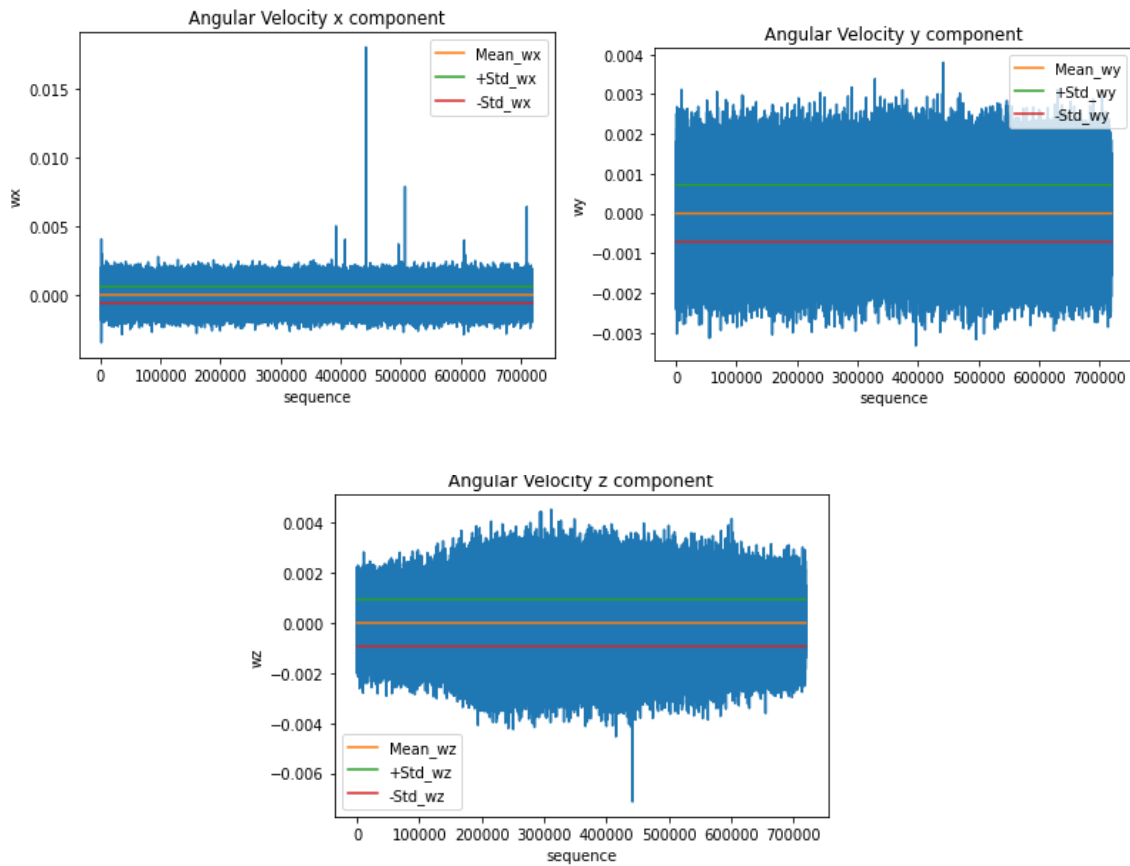 Angular Velocity x component
0.015
0.010
0.005
0.000
wx
Mean_wx
+Std_wx
-Std_wx
0 100000 200000 300000 400000 500000 600000 700000
sequence
Angular Velocity y component
0.004
0.003
0.002
0.001
0.000
−0.001
−0.002
−0.003
wy
Mean_wy
+Std_wy
-Std_wy
0 100000 200000 300000 400000 500000 600000 700000
sequence
Angular Velocity z component
0.004
0.002
0.000
−0.002
−0.004
−0.006
wz
Mean_wz
+Std_wz
-Std_wz
0 100000 200000 300000 400000 500000 600000 700000
sequence